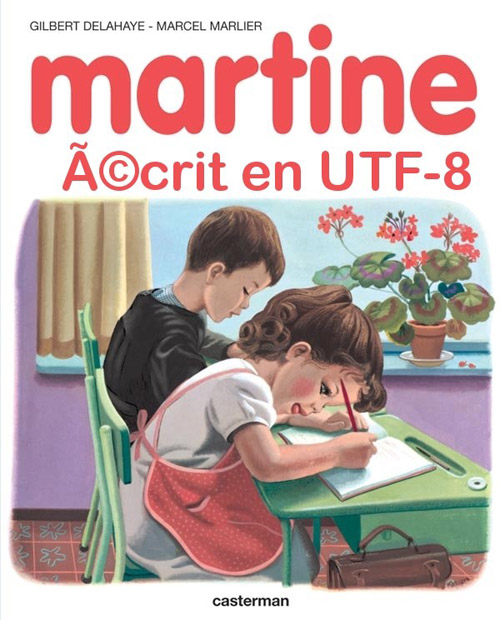 GILBERT DELAHAYE - MARCEL MARLIER
martine
Ã©crit en UTF-8
casterman